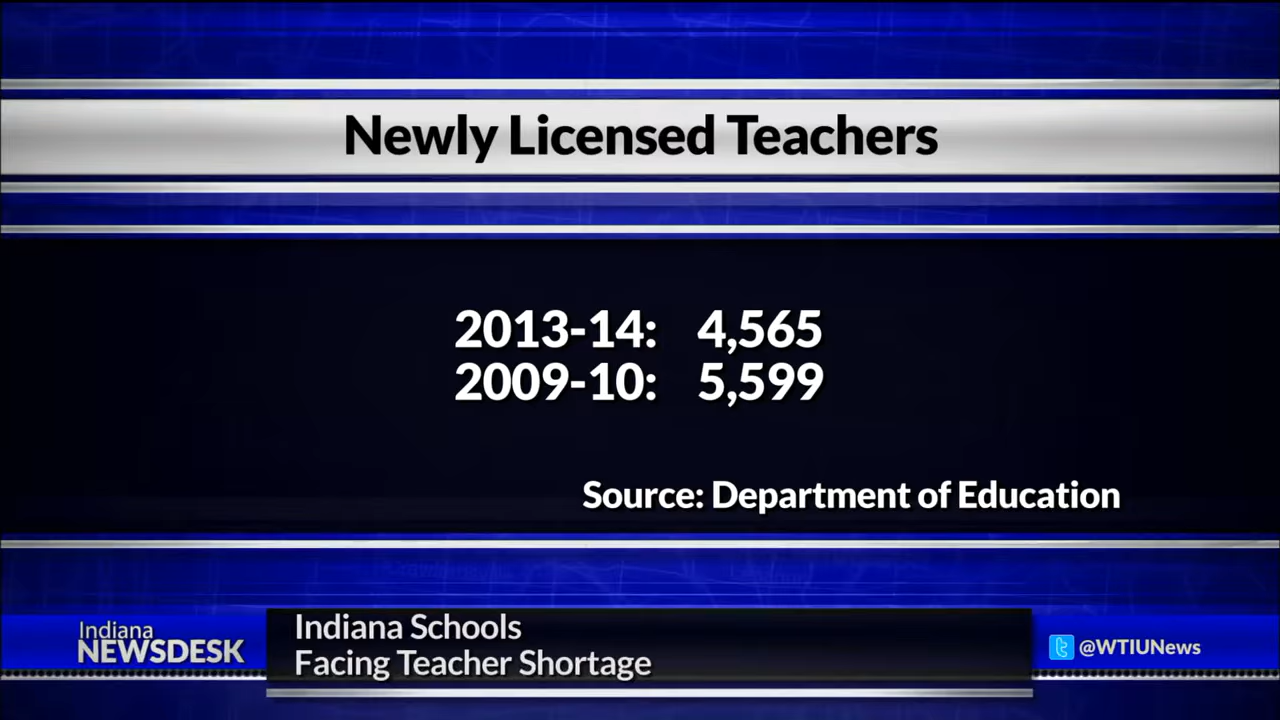 Newly Licensed Teachers
2013-14: 4,565
2009-10: 5,599
Source: Department of Education
Indiana
NEWSDESK
Indiana Schools
Facing Teacher Shortage
@WTIUNews